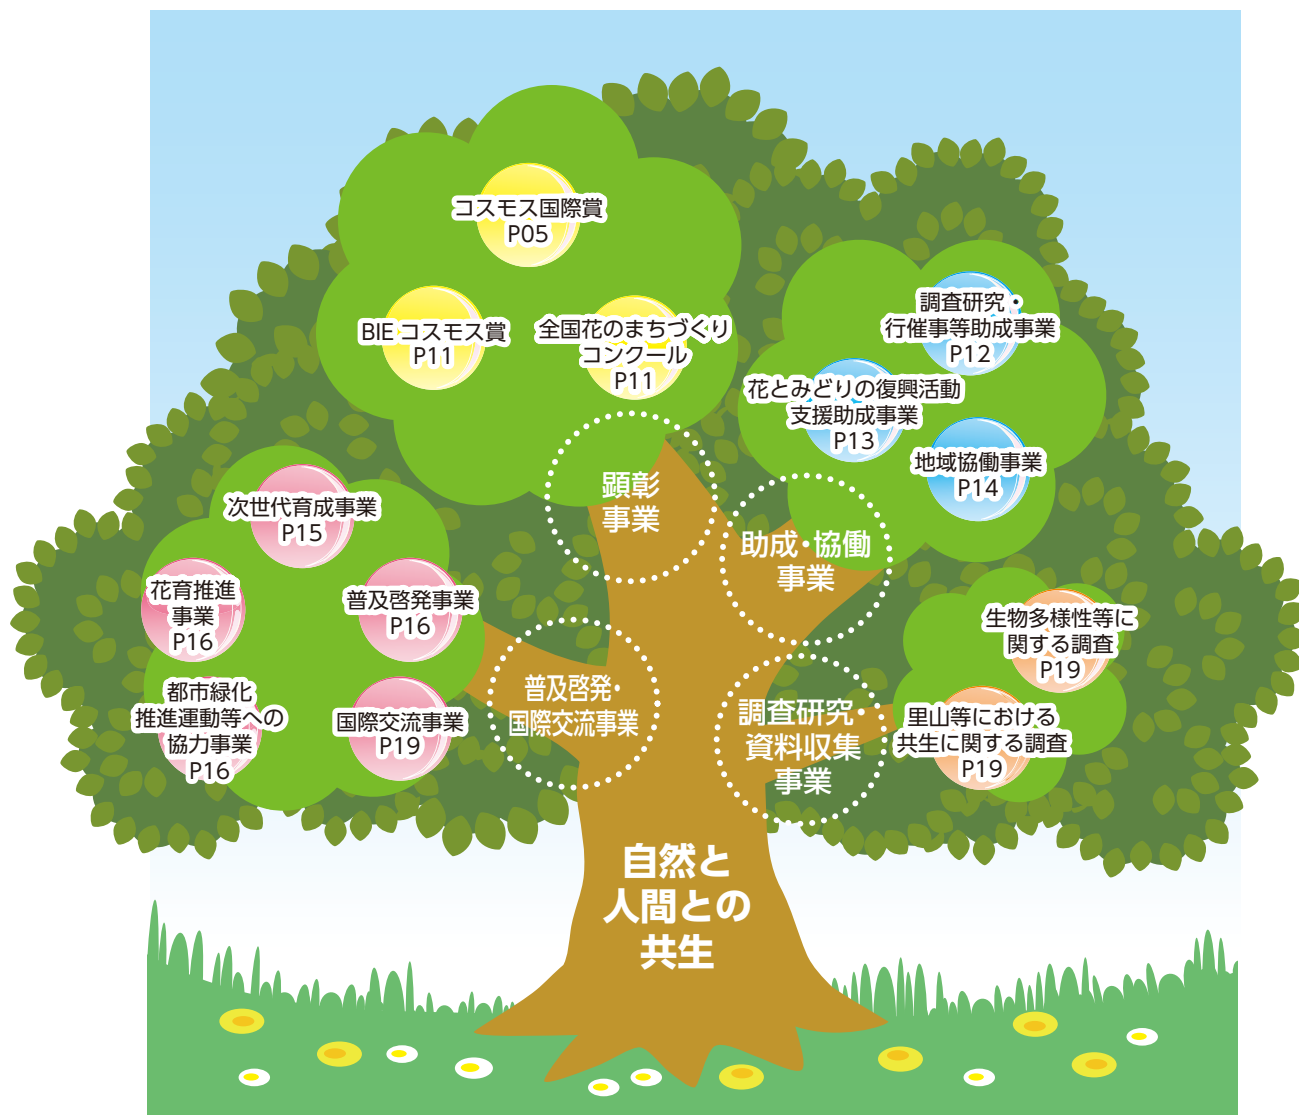 コスモス国際賞
P05
BIE コスモス賞
P11
全国花のまちづくり
コンクール
P11
調査研究・
行催事等助成事業
P12
花とみどりの復興活動
支援助成事業
P13
地域協働事業
P14
顕彰
事業
助成・協働
事業
次世代育成事業
P15
花育推進
事業
P16
普及啓発事業
P16
都市緑化
推進運動等への
協力事業
P16
国際交流事業
P19
普及啓発・
国際交流事業
調査研究・
資料収集
事業
生物多様性等に
関する調査
P19
里山等における
共生に関する調査
P19
自然と
人間との
共生